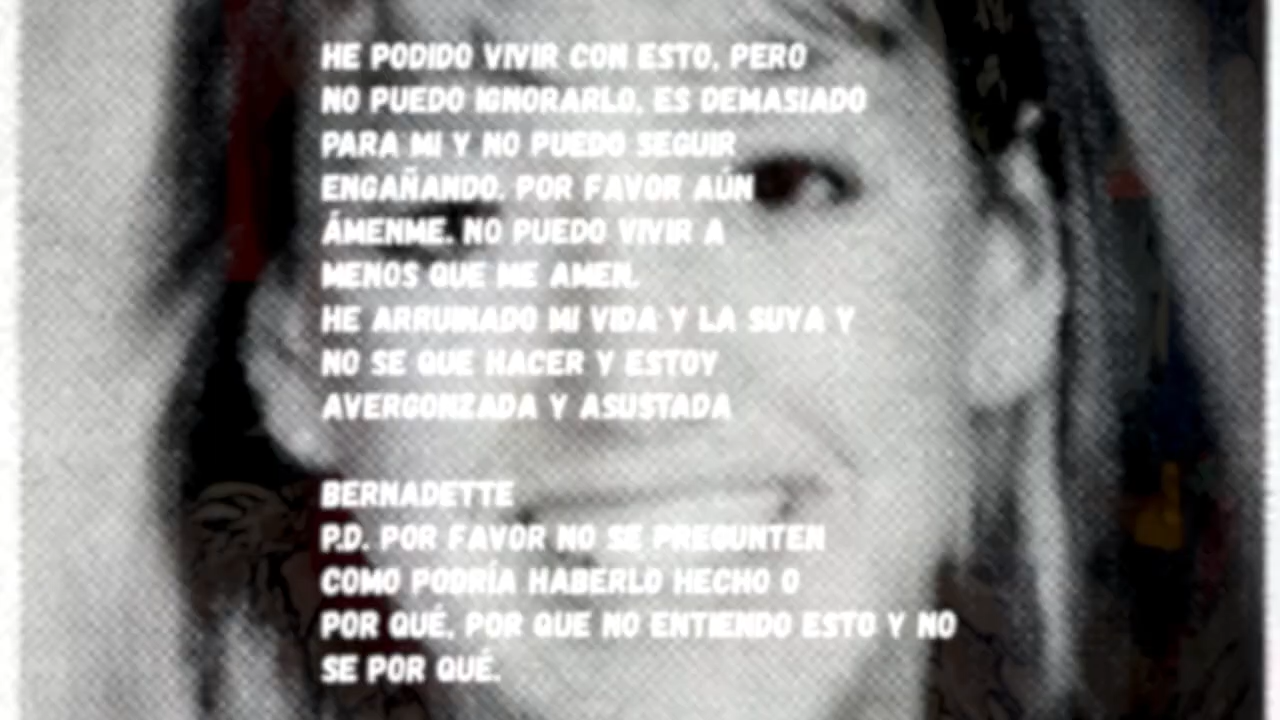 HE PODIDO VIVIR CON ESTO, PERO
NO PUEDO IGNORARLO, ES DEMASIADO
PARA MI Y NO PUEDO SEGUIR
ENGAÑANDO. POR FAVOR AÚN
ÁMENME. NO PUEDO VIVIR A
MENOS QUE ME AMEN.
HE ARRUINADO MI VIDA Y LA SUYA Y
NO SE QUE HACER Y ESTOY
AVERGONZADA Y ASUSTADA
BERNADETTE
P.D. POR FAVOR NO SE PREGUNTEN
COMO PODRÍA HABERLO HECHO O
POR QUÉ, POR QUE NO ENTIENDO ESTO Y NO
SE POR QUÉ.